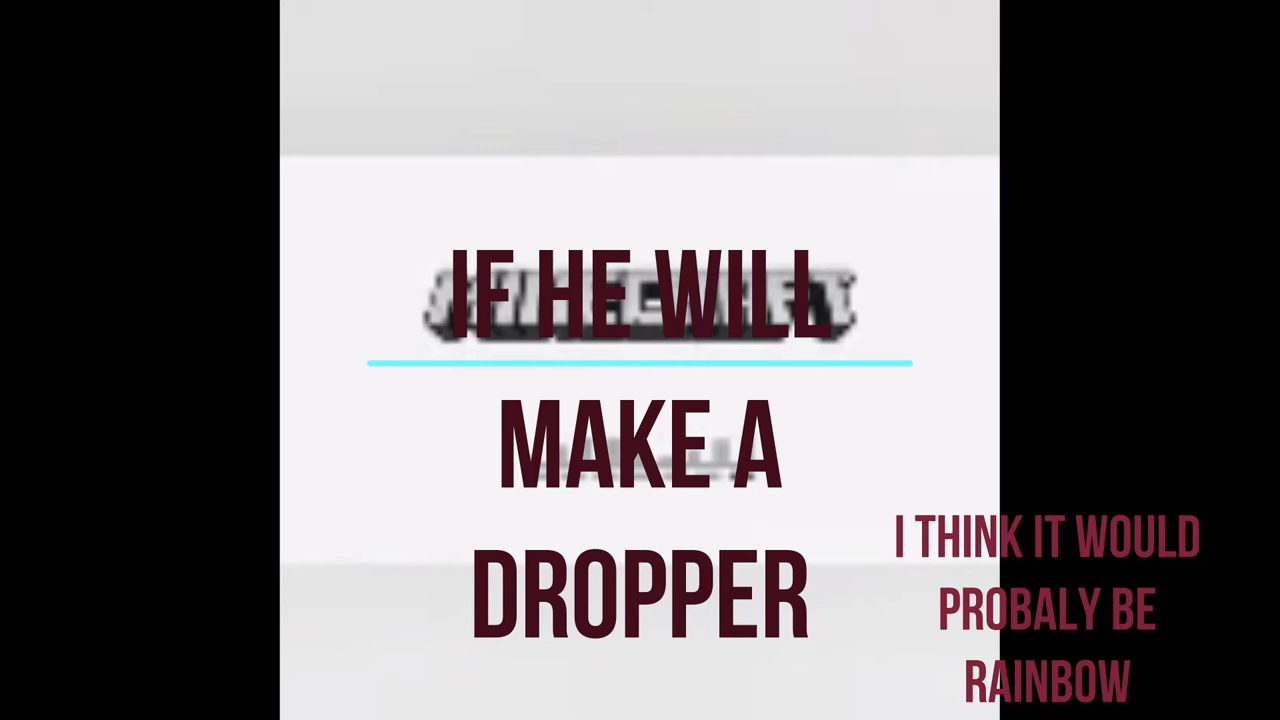 IF HE WILL
MAKE A
DROPPER
I THINK IT WOULD
PROBALY BE
RAINBOW